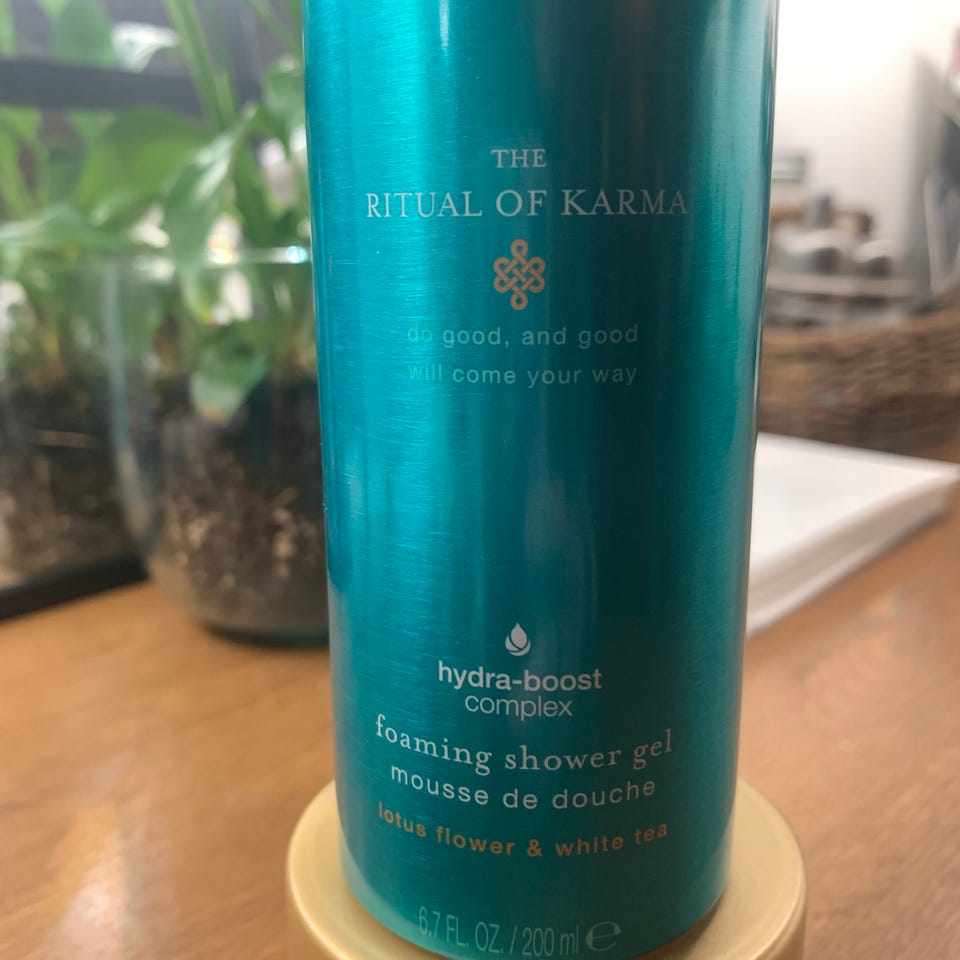 THE
RITUAL OF KARMA
do good, and good
will come your way
hydra-boost
complex
foaming shower gel
mousse de douche
lotus flower & white tea
6.7 FL. OZ. / 200 ml ℮